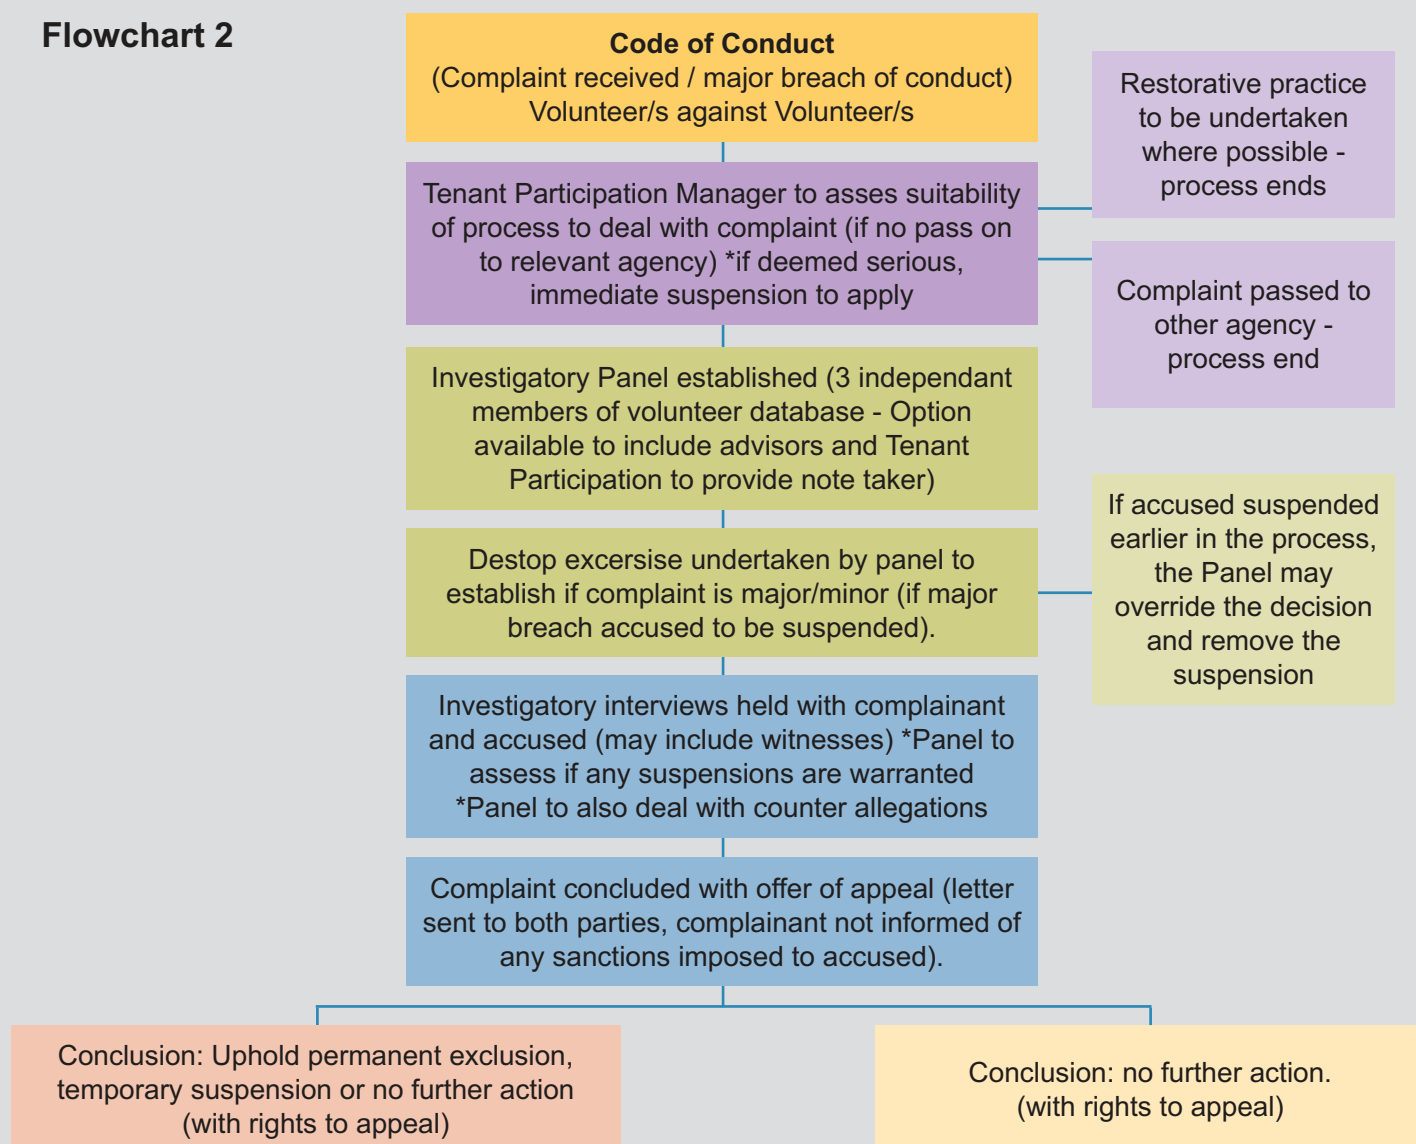 Flowchart 2
Code of Conduct
(Complaint received / major breach of conduct)
Volunteer/s against Volunteer/s
Restorative practice
to be undertaken
where possible -
process ends
Tenant Participation Manager to asses suitability
of process to deal with complaint (if no pass on
to relevant agency) *if deemed serious,
immediate suspension to apply
Complaint passed to
other agency -
process end
Investigatory Panel established (3 independant
members of volunteer database - Option
available to include advisors and Tenant
Participation to provide note taker)
Destop excersise undertaken by panel to
establish if complaint is major/minor (if major
breach accused to be suspended).
If accused suspended
earlier in the process,
the Panel may
override the decision
and remove the
suspension
Investigatory interviews held with complainant
and accused (may include witnesses) *Panel to
assess if any suspensions are warranted
*Panel to also deal with counter allegations
Complaint concluded with offer of appeal (letter
sent to both parties, complainant not informed of
any sanctions imposed to accused).
Conclusion: Uphold permanent exclusion,
temporary suspension or no further action
(with rights to appeal)
Conclusion: no further action.
(with rights to appeal)